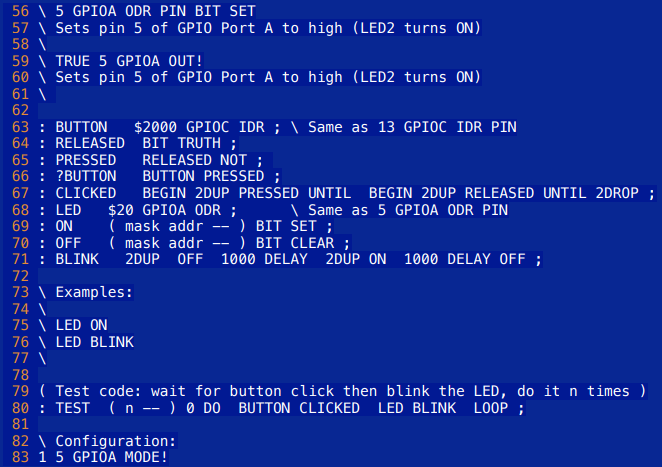 56 \ 5 GPIOA ODR PIN BIT SET
57 \ Sets pin 5 of GPIO Port A to high (LED2 turns ON)
58 \
59 \ TRUE 5 GPIOA OUT!
60 \ Sets pin 5 of GPIO Port A to high (LED2 turns ON)
61 \
62
63 : BUTTON   $2000 GPIOC IDR ; \ Same as 13 GPIOC IDR PIN
64 : RELEASED  BIT TRUTH ;
65 : PRESSED   RELEASED NOT ;
66 : ?BUTTON   BUTTON PRESSED ;
67 : CLICKED   BEGIN 2DUP PRESSED UNTIL  BEGIN 2DUP RELEASED UNTIL 2DROP ;
68 : LED   $20 GPIOA ODR ;      \ Same as 5 GPIOA ODR PIN
69 : ON    ( mask addr -- ) BIT SET ;
70 : OFF   ( mask addr -- ) BIT CLEAR ;
71 : BLINK   2DUP  OFF  1000 DELAY  2DUP ON  1000 DELAY OFF ;
72
73 \ Examples:
74 \
75 \ LED ON
76 \ LED BLINK
77 \
78
79 ( Test code: wait for button click then blink the LED, do it n times )
80 : TEST  ( n -- ) 0 DO  BUTTON CLICKED  LED BLINK  LOOP ;
81
82 \ Configuration:
83 1 5 GPIOA MODE!